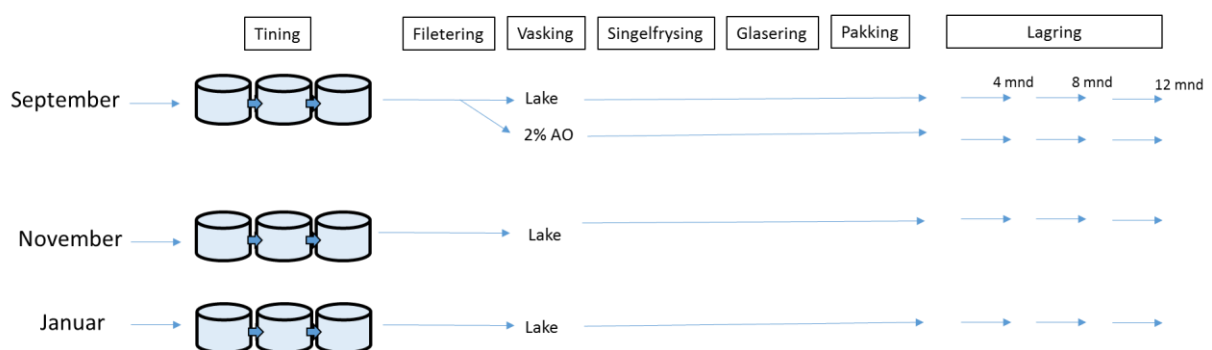 Tining Filetering Vasking Singelfrysing Glasering Pakking Lagring
4 mnd 8 mnd 12 mnd
September Lake
2% AO
November Lake
Januar Lake